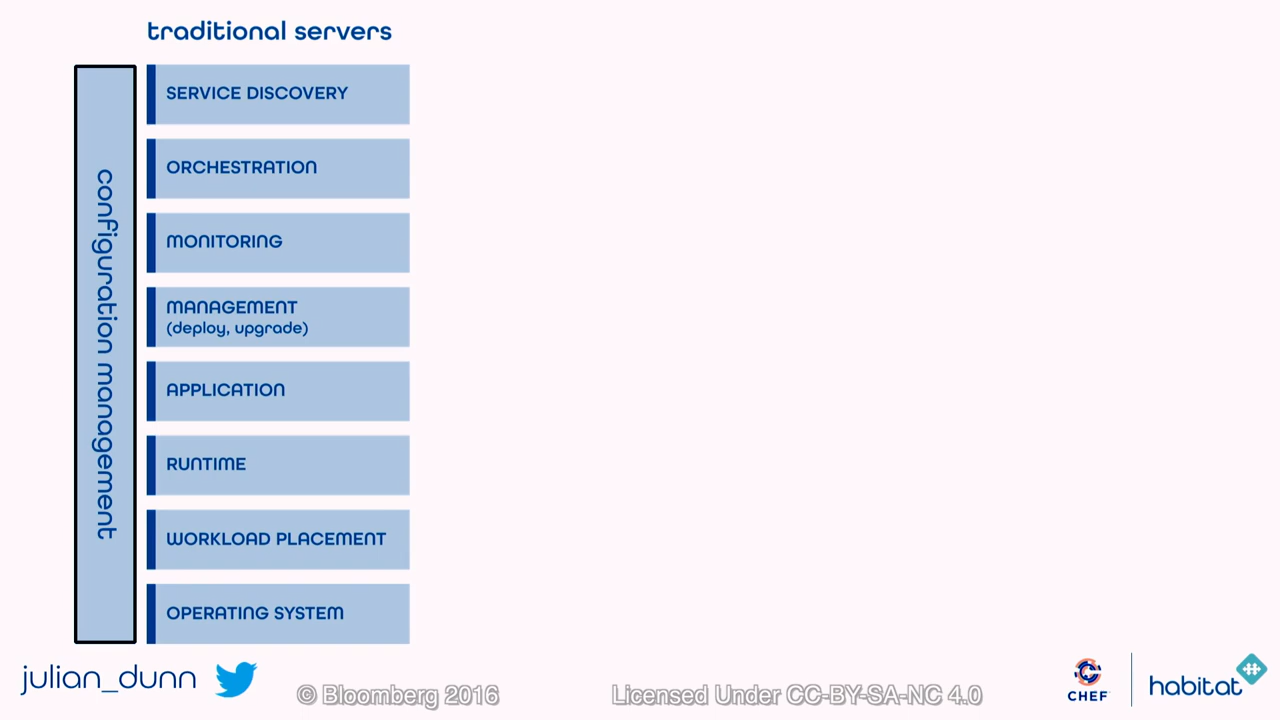 traditional servers
configuration management
SERVICE DISCOVERY
ORCHESTRATION
MONITORING
MANAGEMENT
(deploy, upgrade)
APPLICATION
RUNTIME
WORKLOAD PLACEMENT
OPERATING SYSTEM
julian_dunn
© Bloomberg 2016
Licensed Under CC-BY-SA-NC 4.0
CHEF
habitat